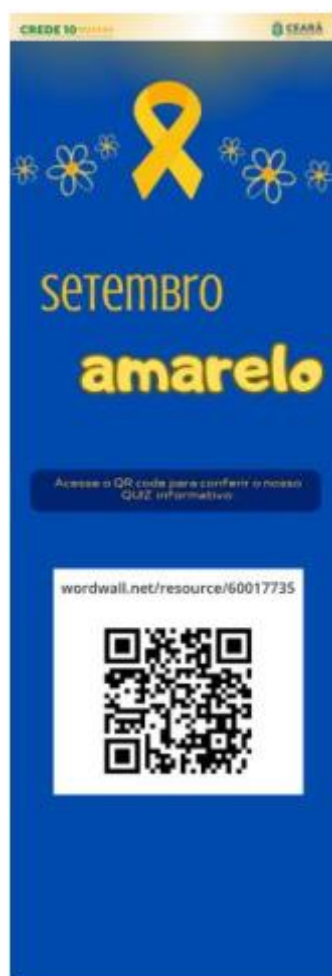 CREDE 10
CEARÁ
setembro
amarelo
Acesse o QR code para conferir o nosso
QUIZ informativo
wordwall.net/resource/60017735